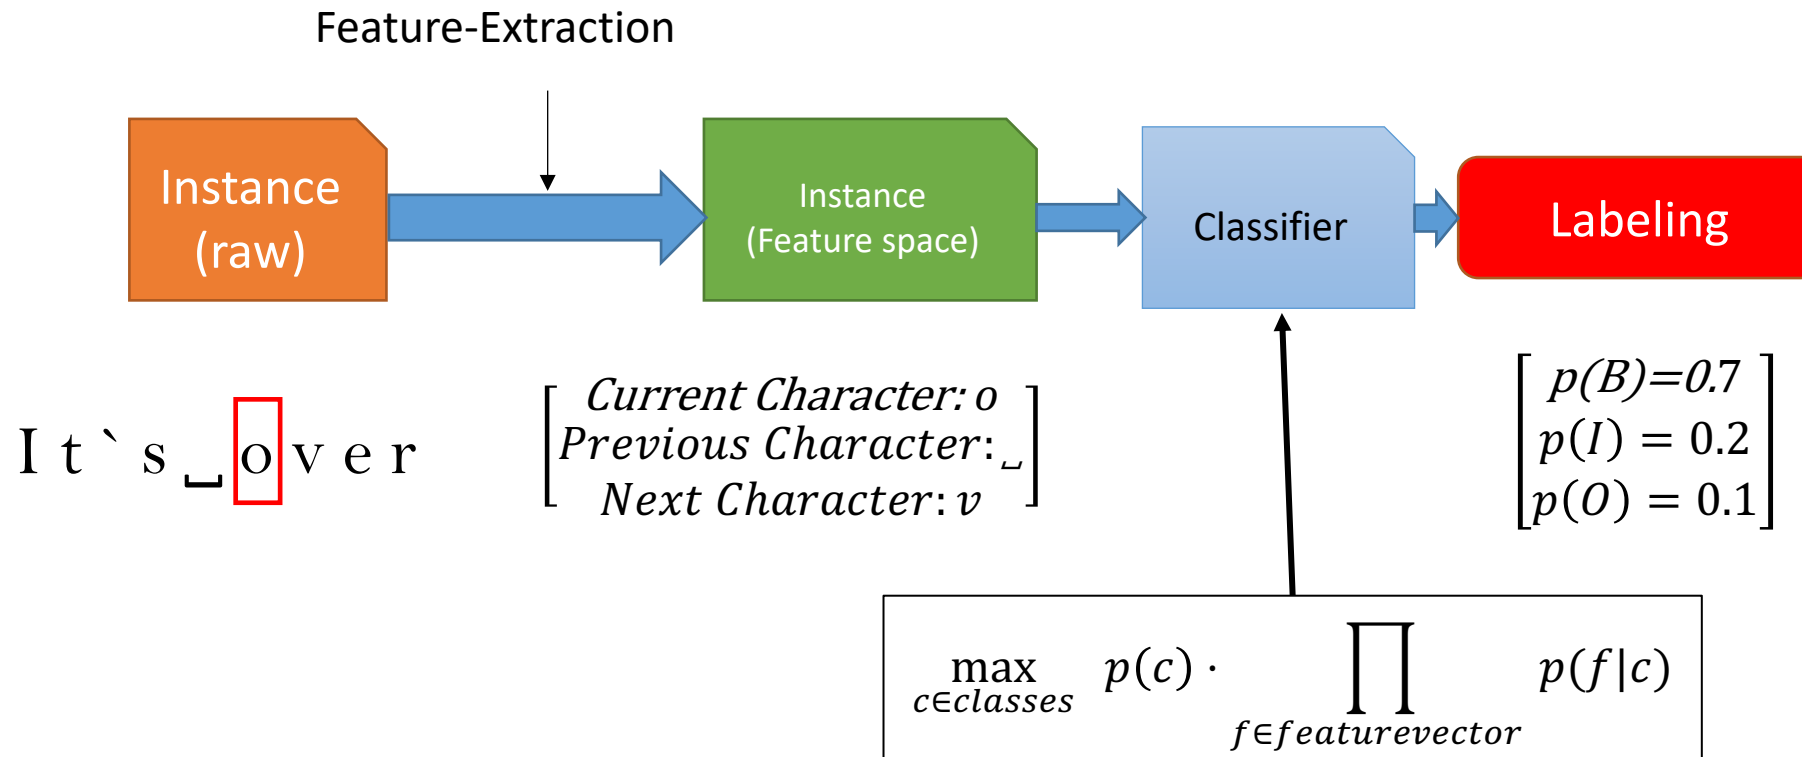 Feature-Extraction
Instance
(raw)
Instance
(Feature space)
Classifier
Labeling
I t ` s ␣ o v e r
Current Character: o
Previous Character: ␣
Next Character: v
p(B)=0.7
p(I) = 0.2
p(O) = 0.1
max p(c) · ∏ p(f|c)
c∈classes f∈featurevector